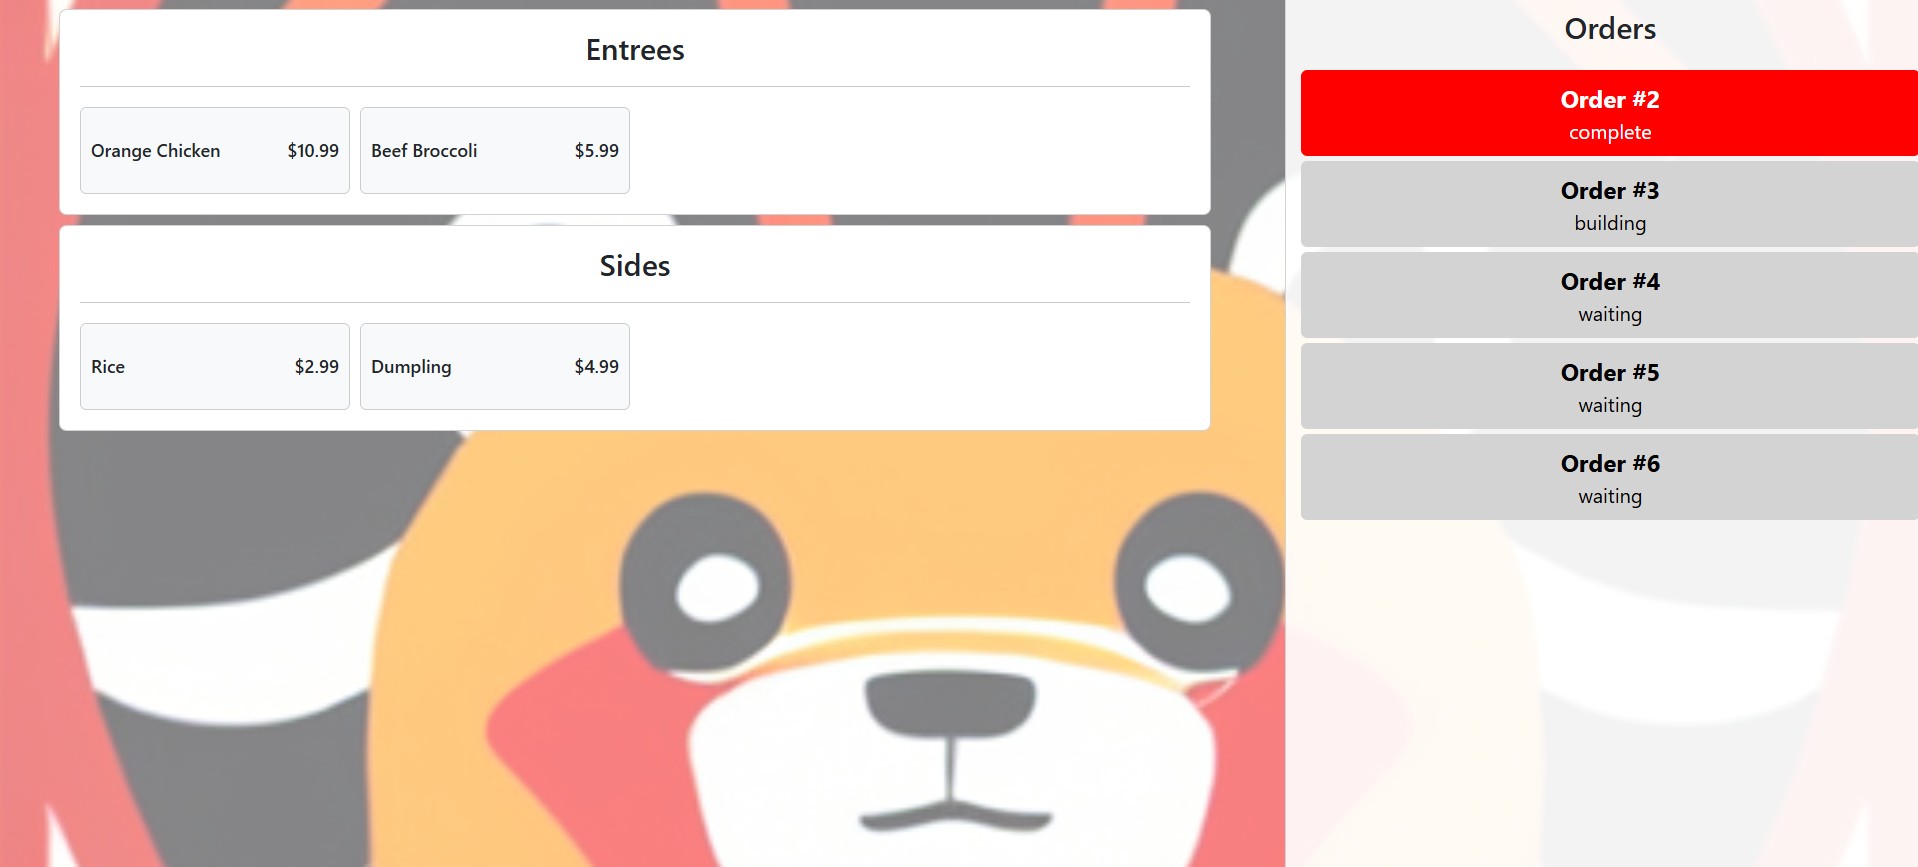 Entrees
Orange Chicken $10.99
Beef Broccoli $5.99
Sides
Rice $2.99
Dumpling $4.99
Orders
Order #2
complete
Order #3
building
Order #4
waiting
Order #5
waiting
Order #6
waiting